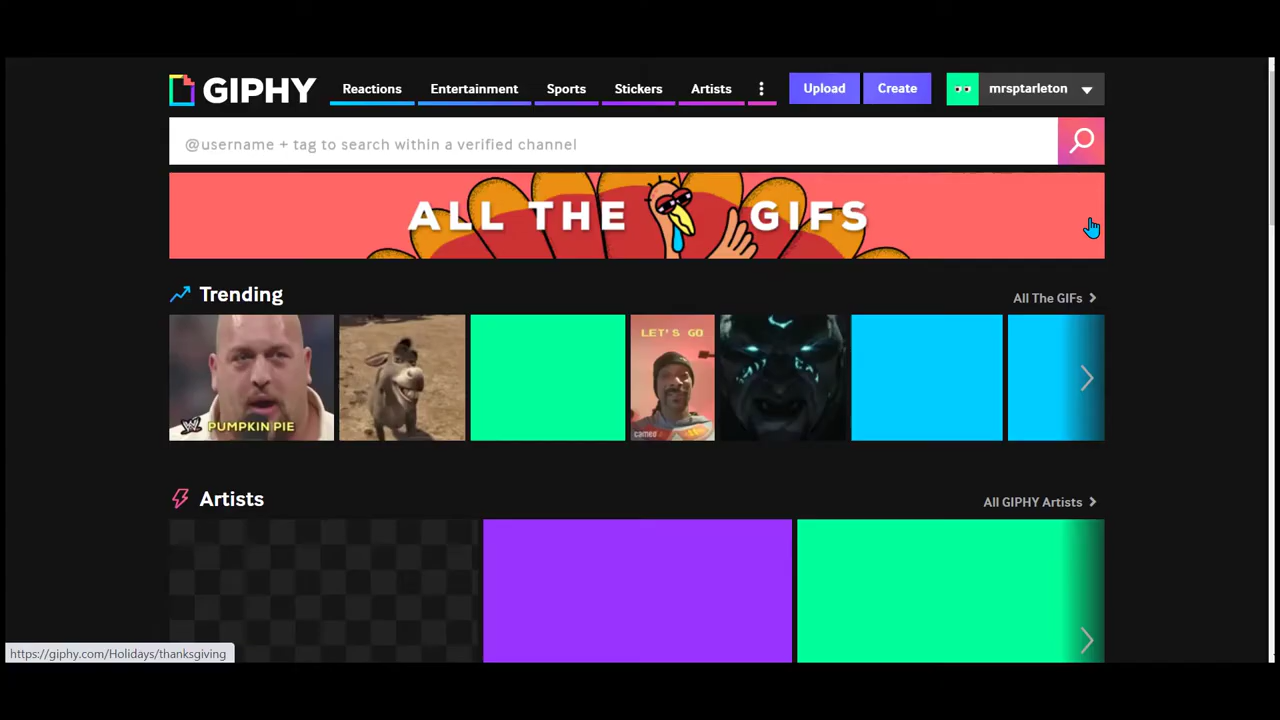 GIPHY
Reactions Entertainment Sports Stickers Artists Upload Create mrsptarleton
@username + tag to search within a verified channel
ALL THE GIFS
Trending All The GIFs
LET'S GO
PUMPKIN PIE
cameo
Artists All GIPHY Artists
https://giphy.com/Holidays/thanksgiving